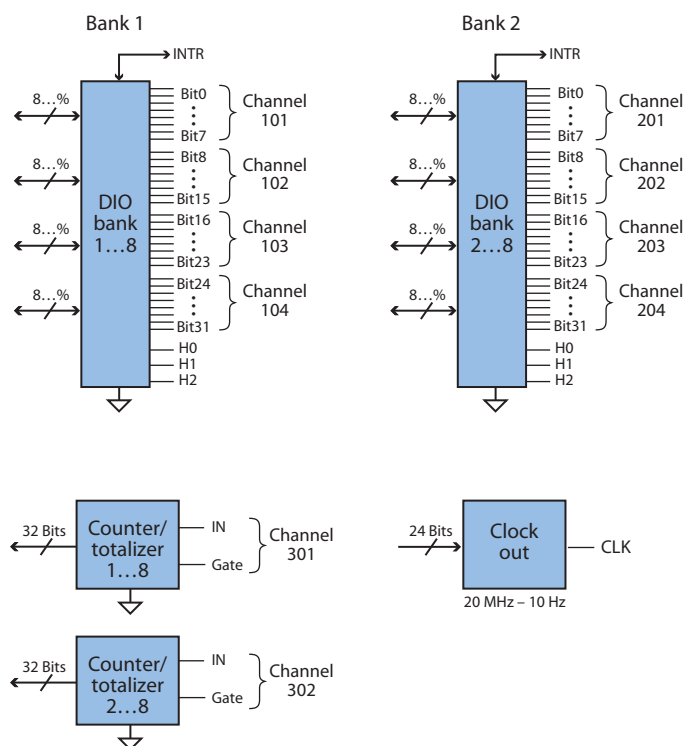 Bank 1
INTR
8...%
8...%
8...%
8...%
DIO
bank
1...8
Bit0
Bit7
Channel
101
Bit8
Bit15
Channel
102
Bit16
Bit23
Channel
103
Bit24
Bit31
Channel
104
H0
H1
H2
Bank 2
INTR
8...%
8...%
8...%
8...%
DIO
bank
2...8
Bit0
Bit7
Channel
201
Bit8
Bit15
Channel
202
Bit16
Bit23
Channel
203
Bit24
Bit31
Channel
204
H0
H1
H2
32 Bits
Counter/
totalizer
1...8
IN
Gate
Channel
301
24 Bits
Clock
out
CLK
20 MHz – 10 Hz
32 Bits
Counter/
totalizer
2...8
IN
Gate
Channel
302